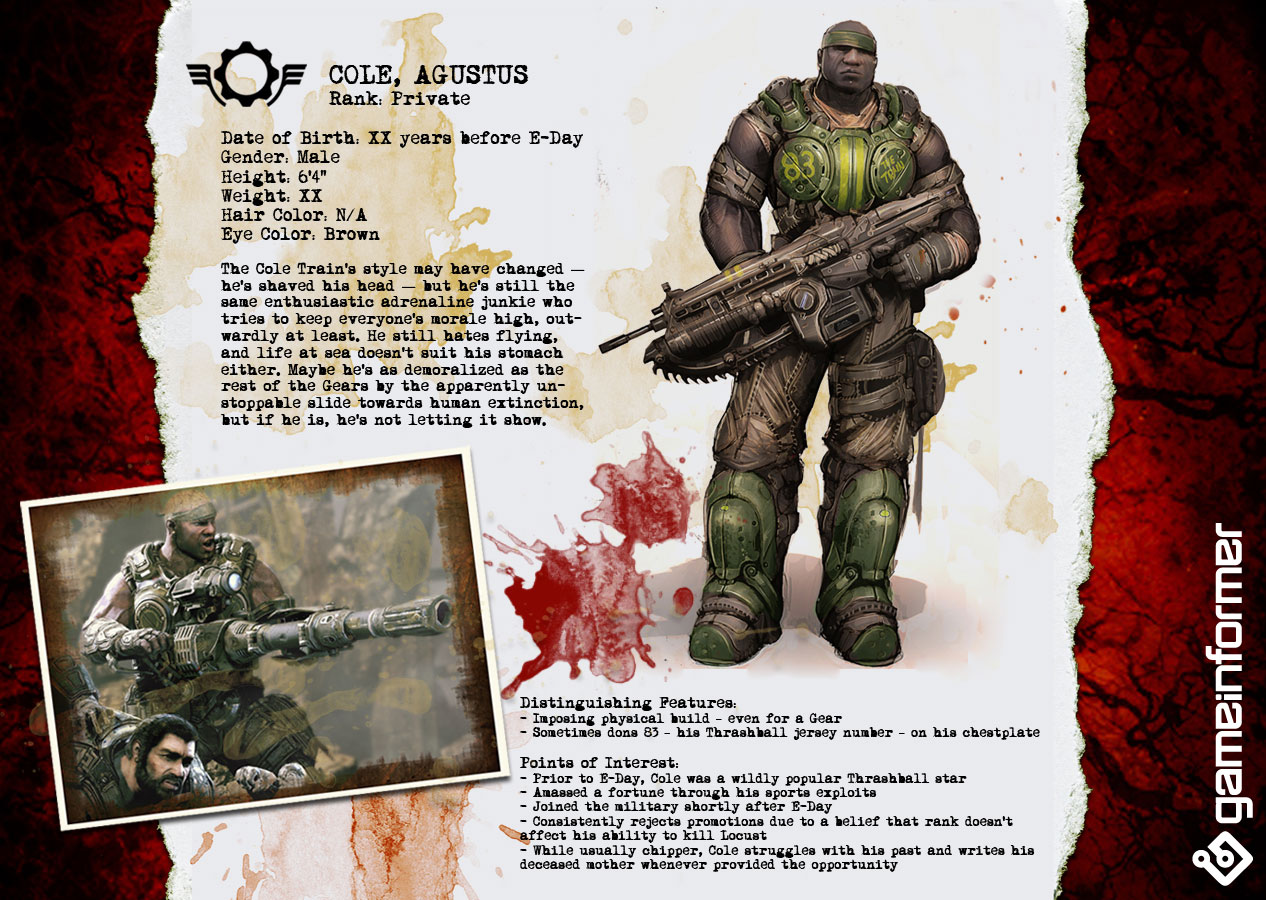 COLE, AGUSTUS
Rank: Private
Date of Birth: XX years before E-Day
Gender: Male
Height: 6'4"
Weight: XX
Hair Color: N/A
Eye Color: Brown
The Cole Train's style may have changed —
he's shaved his head — but he's still the
same enthusiastic adrenaline junkie who
tries to keep everyone's morale high, out-
wardly at least. He still hates flying,
and life at sea doesn't suit his stomach
either. Maybe he's as demoralized as the
rest of the Gears by the apparently un-
stoppable slide towards human extinction,
but if he is, he's not letting it show.
83
THE
TRAIN
Distinguishing Features:
- Imposing physical build - even for a Gear
- Sometimes dons 83 - his Thrashball jersey number - on his chestplate
Points of Interest:
- Prior to E-Day, Cole was a wildly popular Thrashball star
- Amassed a fortune through his sports exploits
- Joined the military shortly after E-Day
- Consistently rejects promotions due to a belief that rank doesn't
affect his ability to kill Locust
- While usually chipper, Cole struggles with his past and writes his
deceased mother whenever provided the opportunity
gameinformer